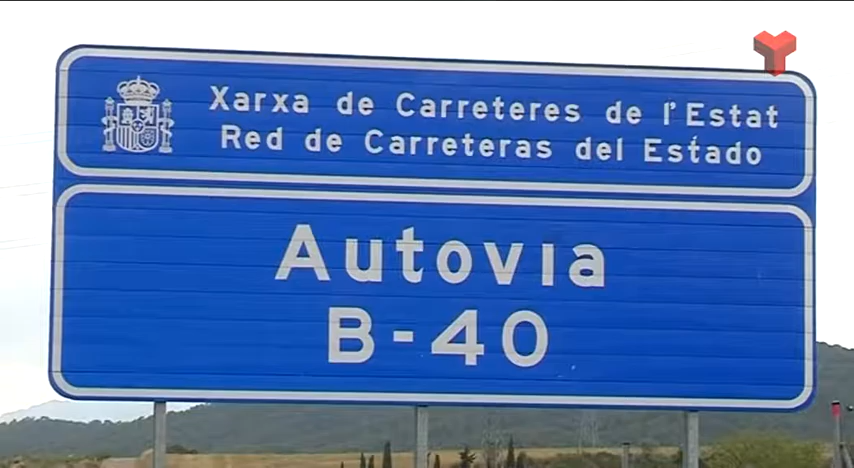 Xarxa de Carreteres de l'Estat
Red de Carreteras del Estado
Autovia
B-40